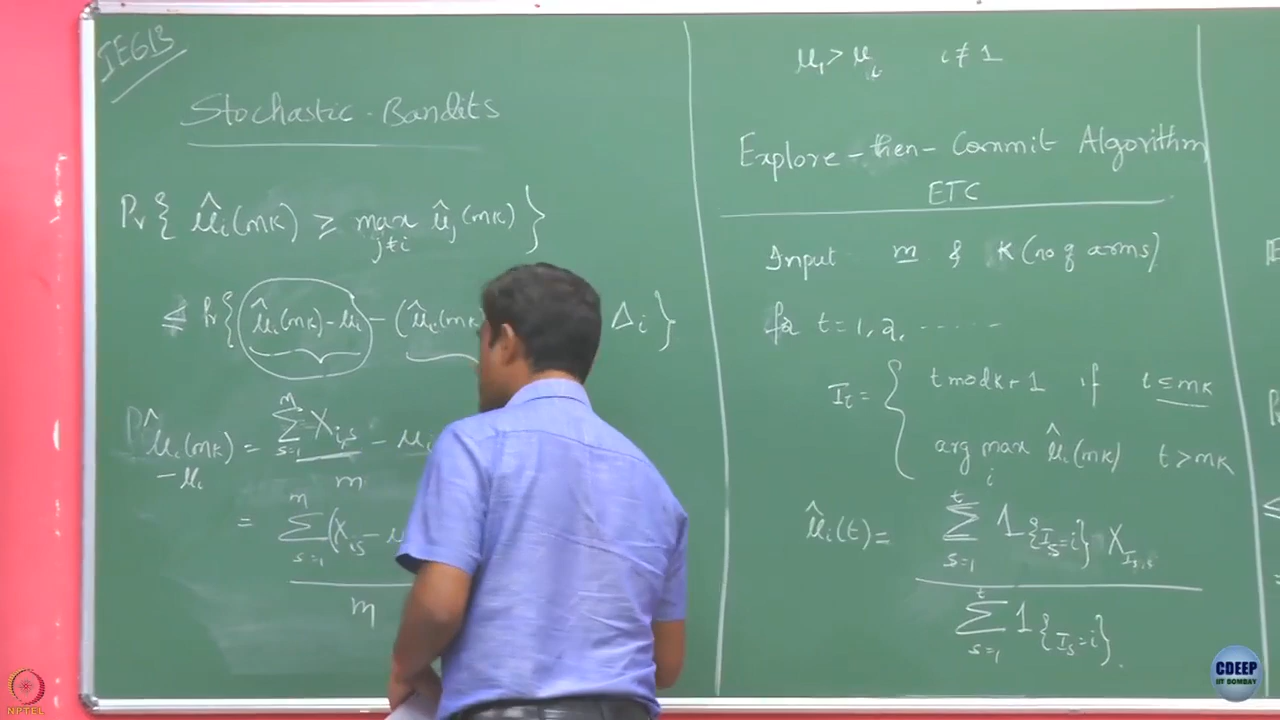 IE613
Stochastic-Bandits
Pr{ μ̂i(mK) ≥ max μ̂j(mK) }
j≠i
≤ Pr{ μ̂i(mK) - μi - (μ̂i(mK Δi }
μ̂i(mK) = Σ Xi,s - μi
s=1 m
- μi m
= Σ (Xis - μ
s=1 m
m
μ1 > μi i≠1
Explore-then-Commit Algorithm
ETC
Input m & K (no of arms)
for t=1,2,......
It = { t mod K + 1 if t ≤ mK
arg max μ̂i(mK) t > mK
i
μ̂i(t) = Σ 1{Is=i} XIs,s
s=1 t
Σ 1{Is=i}
s=1 t
NPTEL
CDEEP
IIT BOMBAY